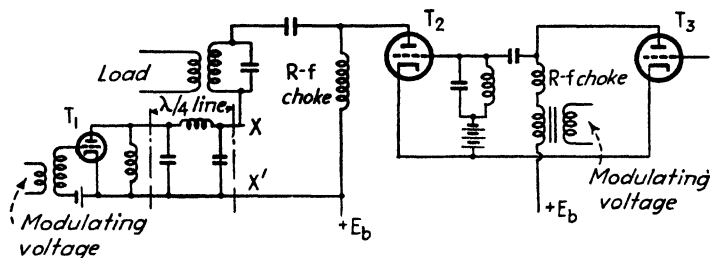 T2
T3
Load
R-f
choke
R-f choke
λ/4 line
T1
X
X'
Modulating
voltage
Modulating
voltage
+Eb
+Eb